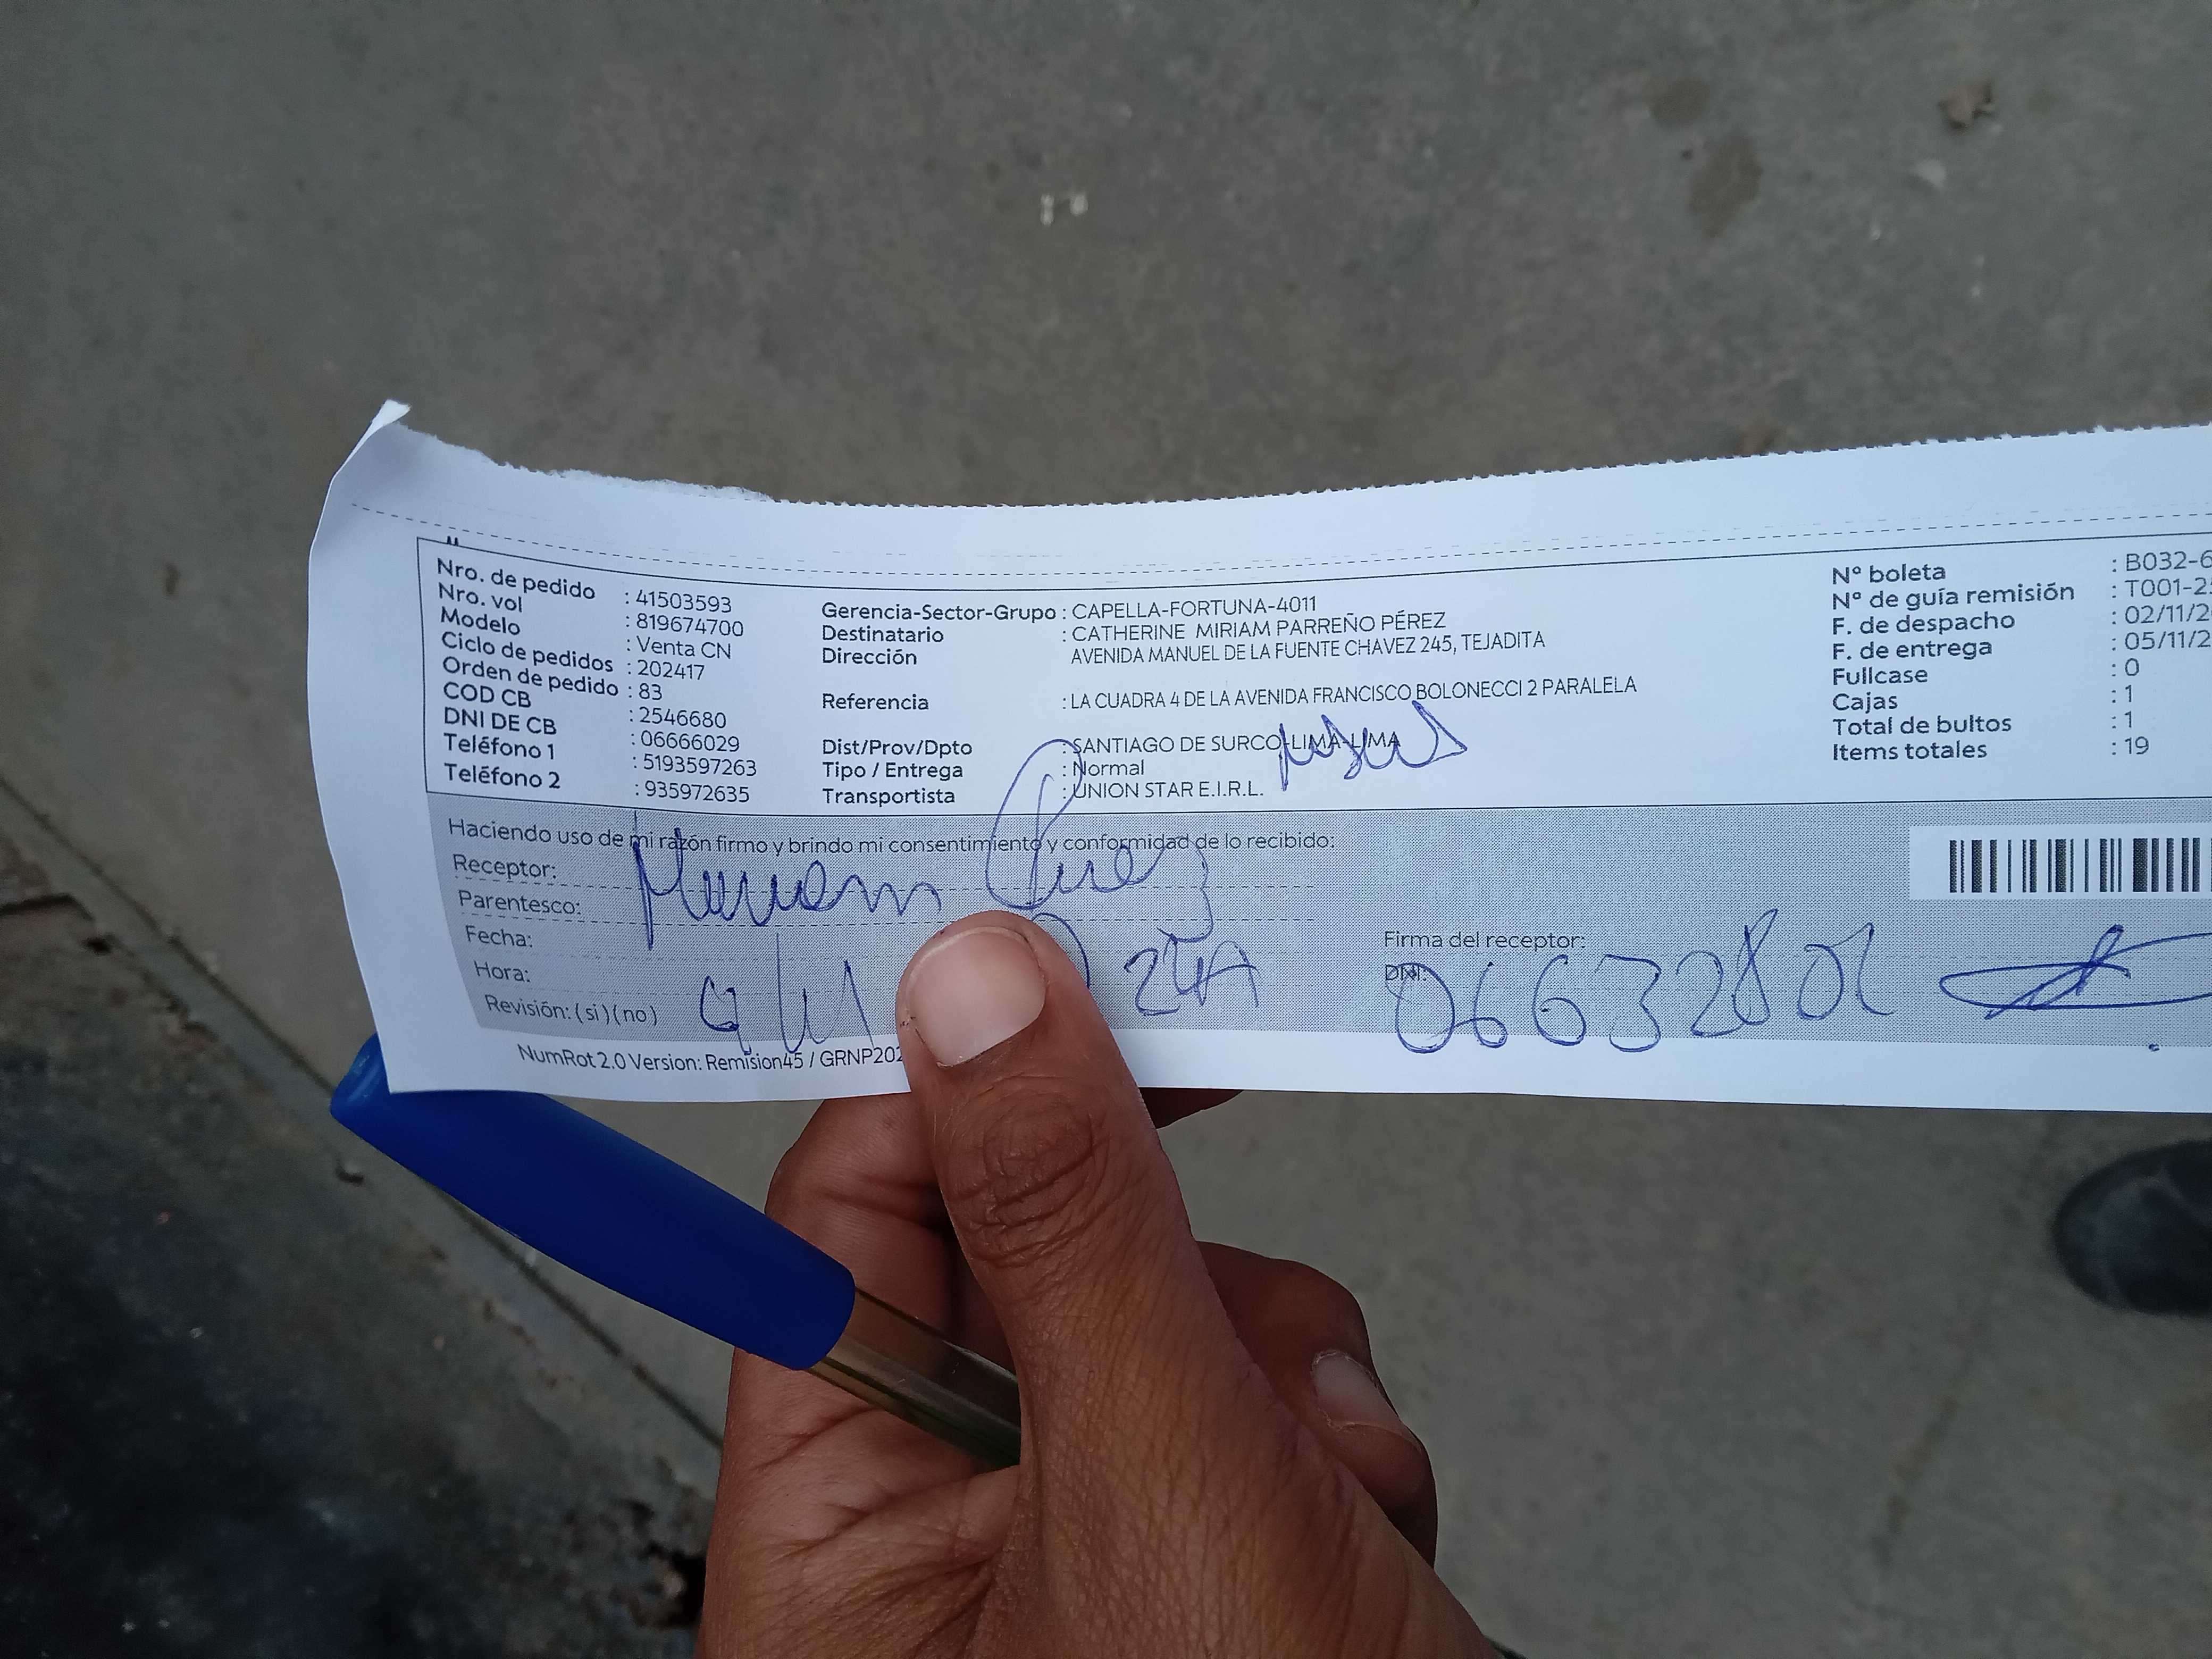 Nro. de pedido : 41503593
Nro. vol : 819674700
Modelo : Venta CN
Ciclo de pedidos : 202417
Orden de pedido : 83
COD CB : 2546680
DNI DE CB : 06666029
Teléfono 1 : 5193597263
Teléfono 2 : 935972635
Gerencia-Sector-Grupo : CAPELLA-FORTUNA-4011
Destinatario : CATHERINE MIRIAM PARREÑO PÉREZ
Dirección AVENIDA MANUEL DE LA FUENTE CHAVEZ 245, TEJADITA
Referencia : LA CUADRA 4 DE LA AVENIDA FRANCISCO BOLONECCI 2 PARALELA
Dist/Prov/Dpto : SANTIAGO DE SURCO-LIMA-LIMA
Tipo / Entrega : Normal
Transportista : UNION STAR E.I.R.L.
N° boleta : B032-6
N° de guía remisión : T001-2
F. de despacho : 02/11/2
F. de entrega : 05/11/2
Fullcase : 0
Cajas : 1
Total de bultos : 1
Items totales : 19
Haciendo uso de mi razón firmo y brindo mi consentimiento y conformidad de lo recibido:
Receptor:
Parentesco:
Fecha:
Hora:
Revisión: (si) (no)
Firma del receptor:
DNI:
NumRot 2.0 Version: Remision45 / GRNP202